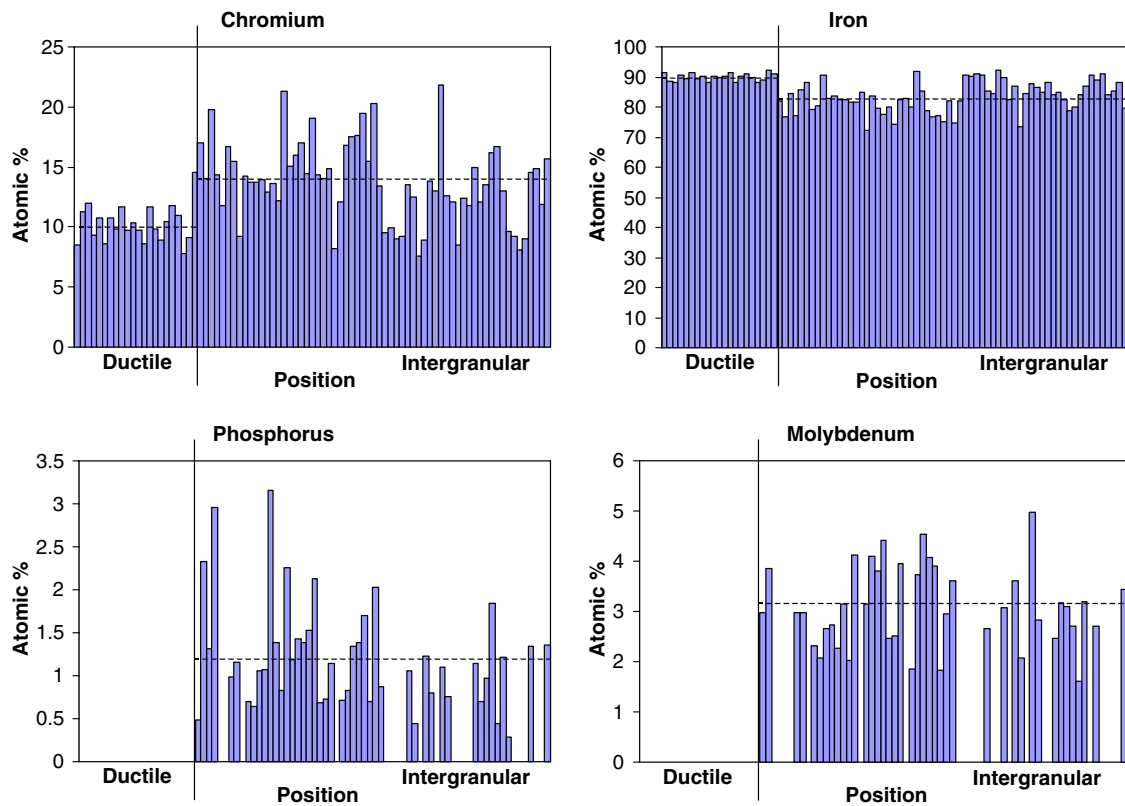 Chromium
25
20
15
10
5
0
Atomic %
Ductile
Intergranular
Position
Iron
100
90
80
70
60
50
40
30
20
10
0
Atomic %
Ductile
Intergranular
Position
Phosphorus
3.5
3
2.5
2
1.5
1
0.5
0
Atomic %
Ductile
Intergranular
Position
Molybdenum
6
5
4
3
2
1
0
Atomic %
Ductile
Intergranular
Position